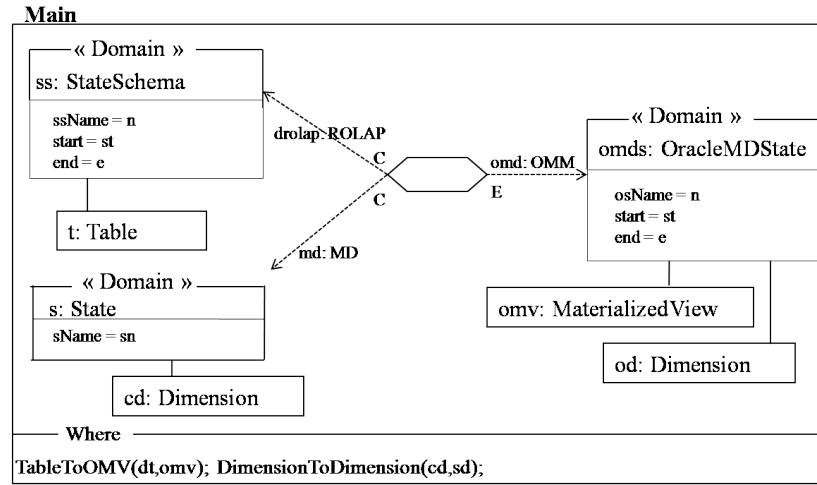 Main
« Domain »
ss: StateSchema
ssName = n
start = st
end = e
t: Table
drolap: ROLAP
C
C
md: MD
omd: OMM
E
« Domain »
omds: OracleMDState
osName = n
start = st
end = e
omv: MaterializedView
od: Dimension
« Domain »
s: State
sName = sn
cd: Dimension
Where
TableToOMV(dt,omv); DimensionToDimension(cd,sd);